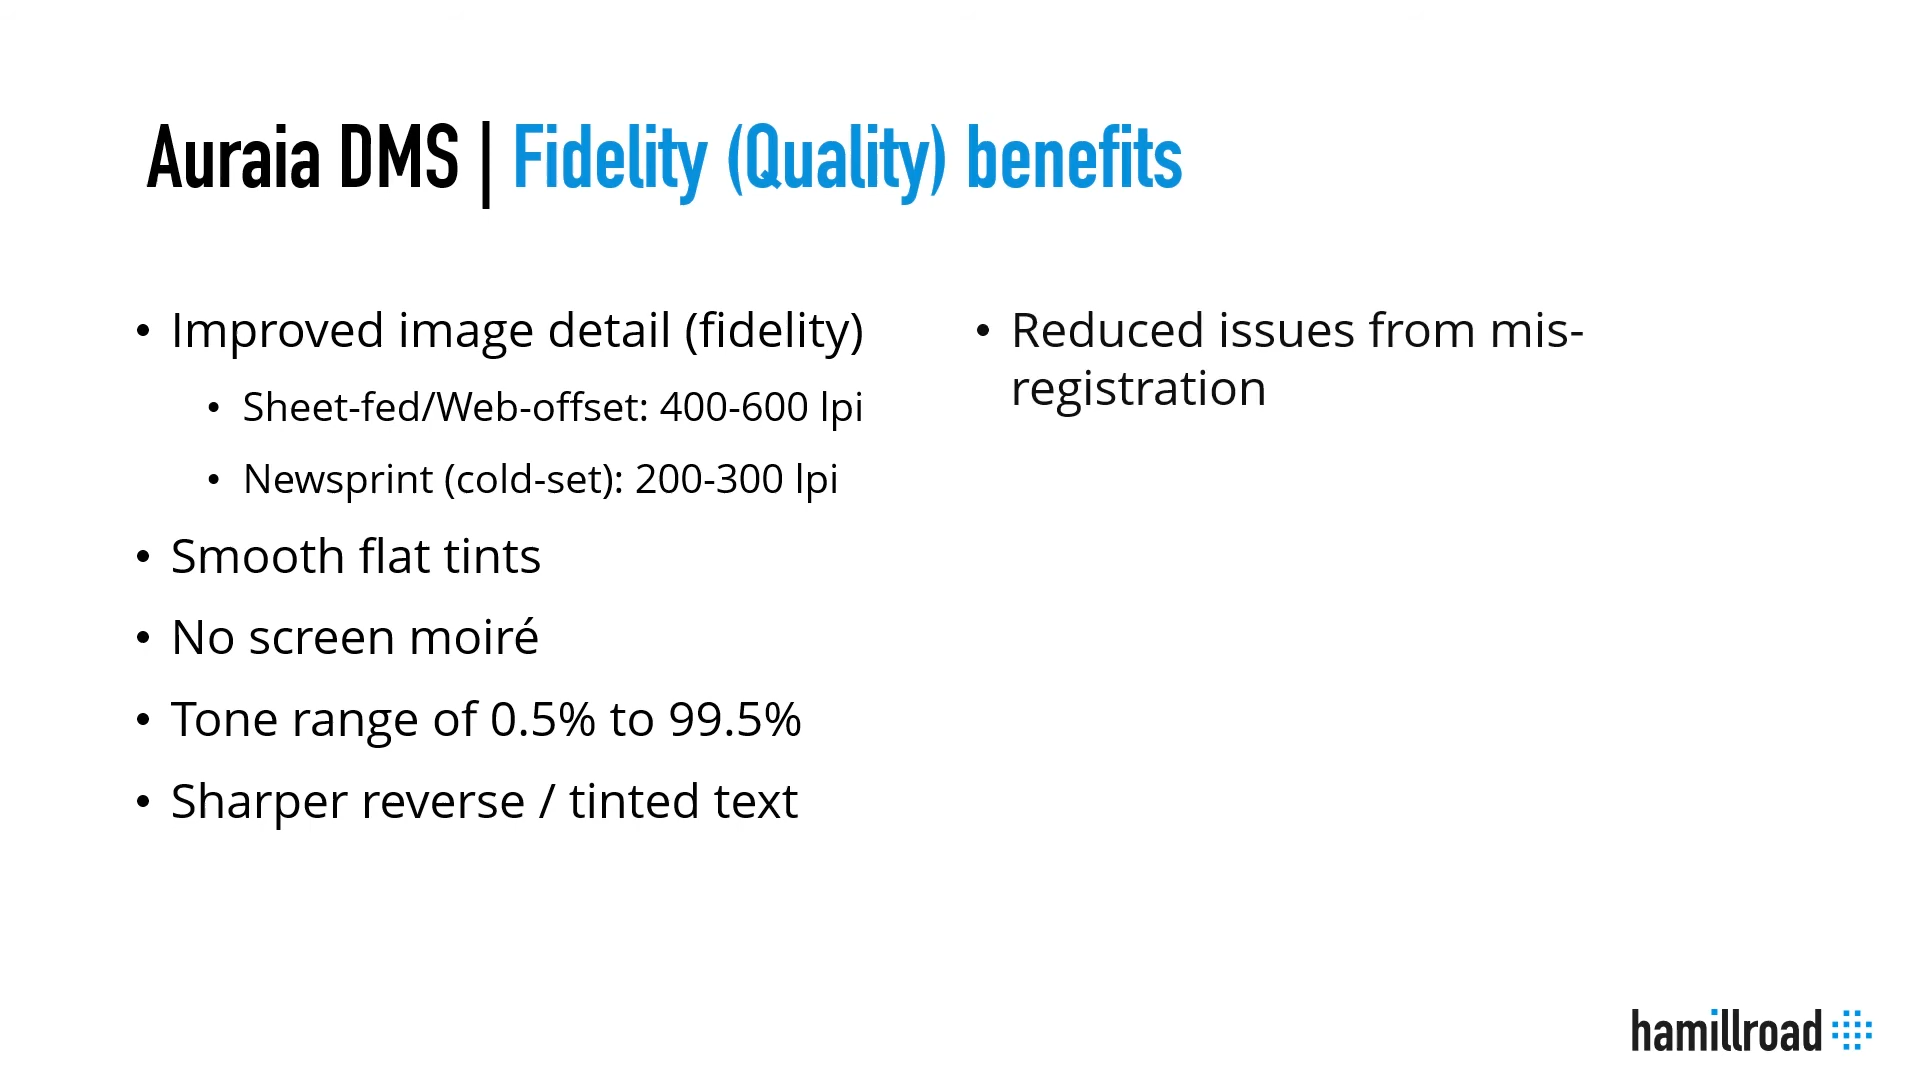 Auraia DMS | Fidelity (Quality) benefits
• Improved image detail (fidelity)
• Sheet-fed/Web-offset: 400-600 lpi
• Newsprint (cold-set): 200-300 lpi
• Smooth flat tints
• No screen moiré
• Tone range of 0.5% to 99.5%
• Sharper reverse / tinted text
• Reduced issues from mis-
registration
hamillroad